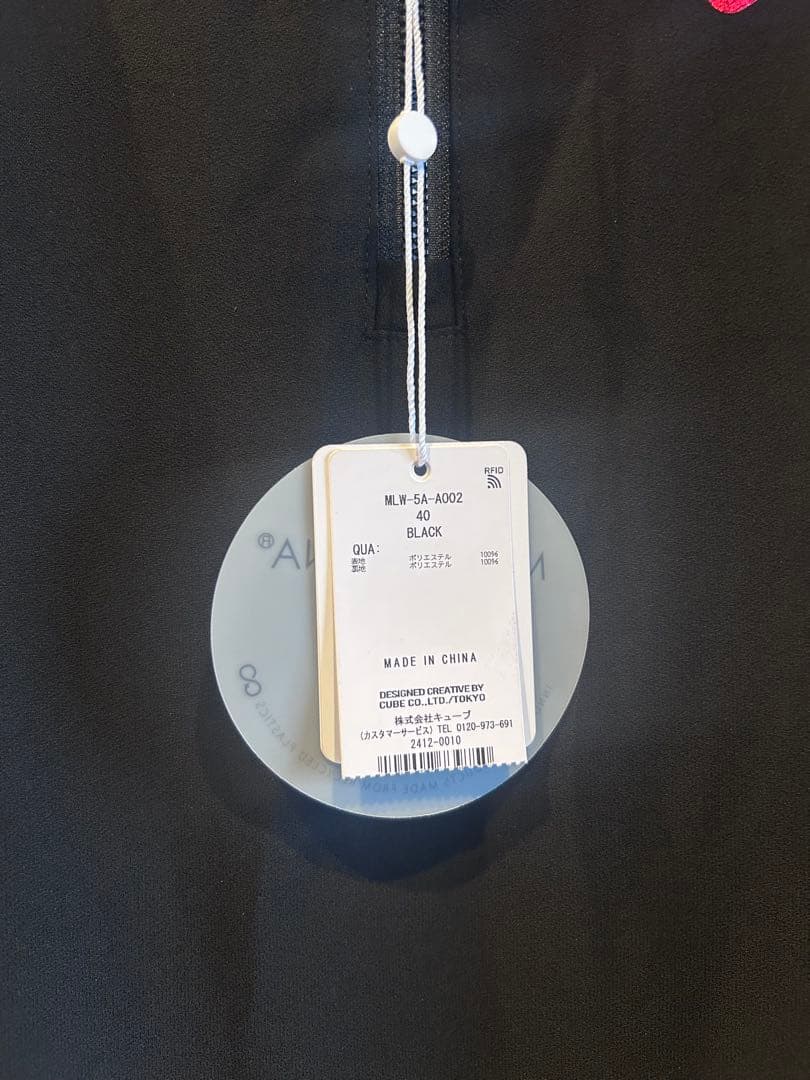 RFID
MLW-5A-A002
40
BLACK
QUA:
表地 ポリエステル 100%
裏地 ポリエステル 100%
MADE IN CHINA
DESIGNED CREATIVE BY
CUBE CO.,LTD./TOKYO
株式会社キューブ
(カスタマーサービス) TEL 0120-973-691
2412-0010